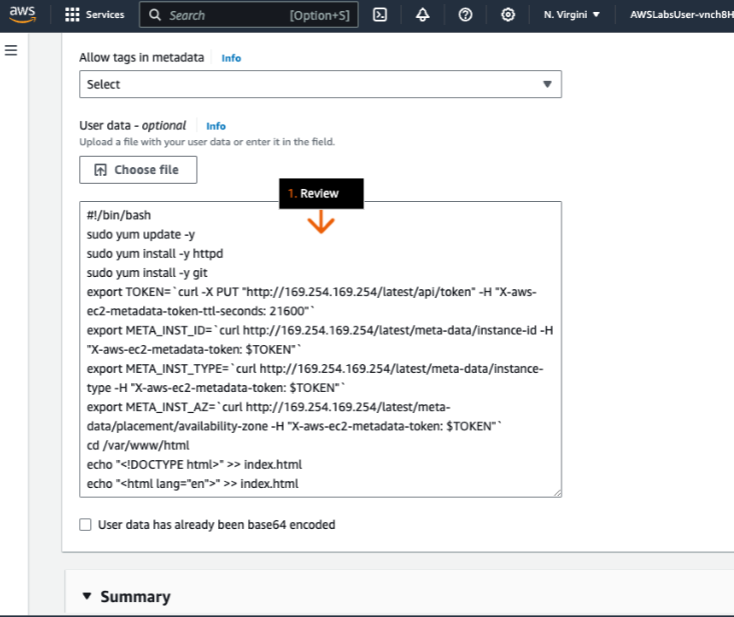 aws
Services
Search
[Option+S]
N. Virgini
AWSLabsUser-vnch8H
Allow tags in metadata Info
Select
User data - optional Info
Upload a file with your user data or enter it in the field.
Choose file
1. Review
#!/bin/bash
sudo yum update -y
sudo yum install -y httpd
sudo yum install -y git
export TOKEN=`curl -X PUT "http://169.254.169.254/latest/api/token" -H "X-aws-
ec2-metadata-token-ttl-seconds: 21600"`
export META_INST_ID=`curl http://169.254.169.254/latest/meta-data/instance-id -H
"X-aws-ec2-metadata-token: $TOKEN"`
export META_INST_TYPE=`curl http://169.254.169.254/latest/meta-data/instance-
type -H "X-aws-ec2-metadata-token: $TOKEN"`
export META_INST_AZ=`curl http://169.254.169.254/latest/meta-
data/placement/availability-zone -H "X-aws-ec2-metadata-token: $TOKEN"`
cd /var/www/html
echo "<!DOCTYPE html>" >> index.html
echo "<html lang="en">" >> index.html
User data has already been base64 encoded
Summary